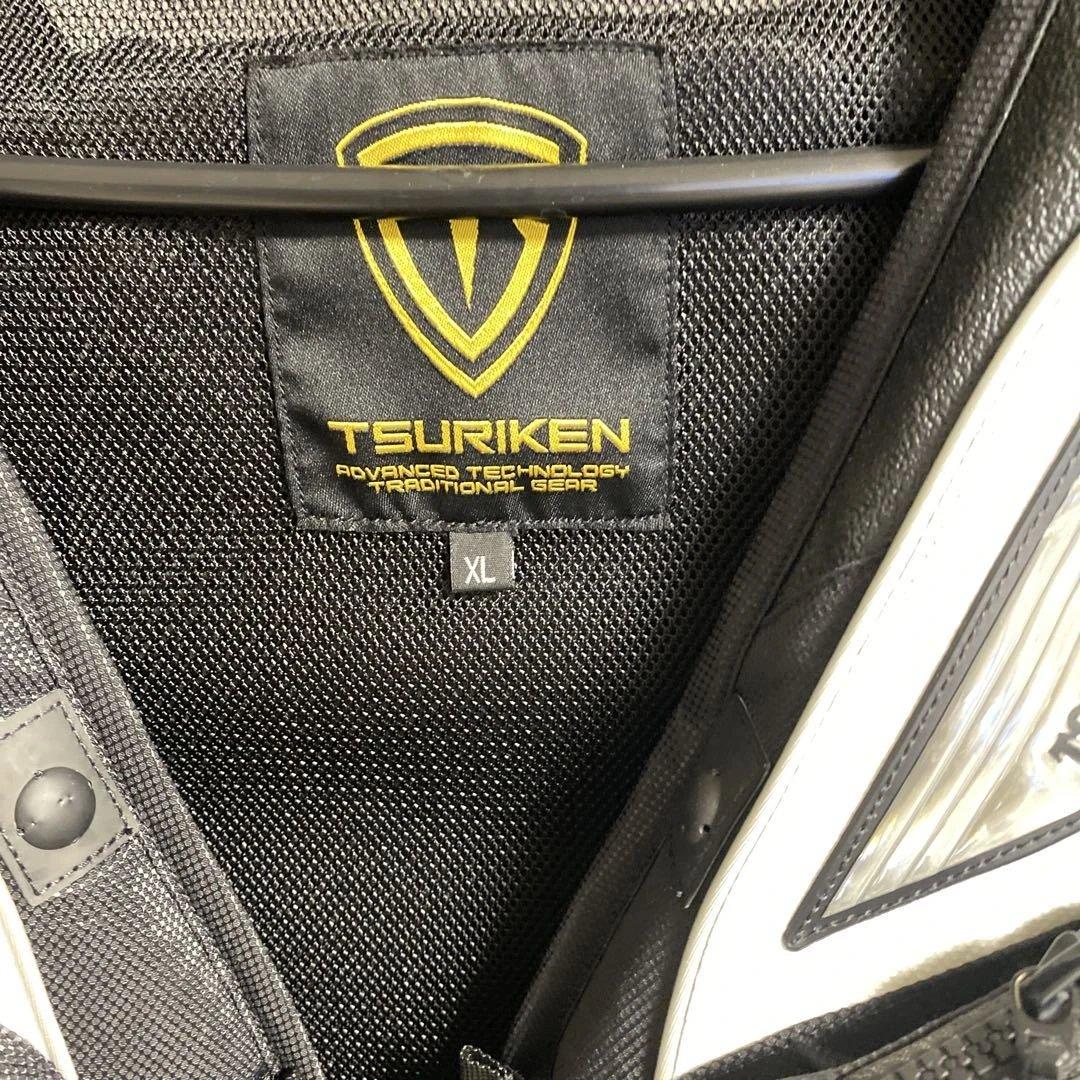 TSURIKEN
ADVANCED TECHNOLOGY
TRADITIONAL GEAR
XL